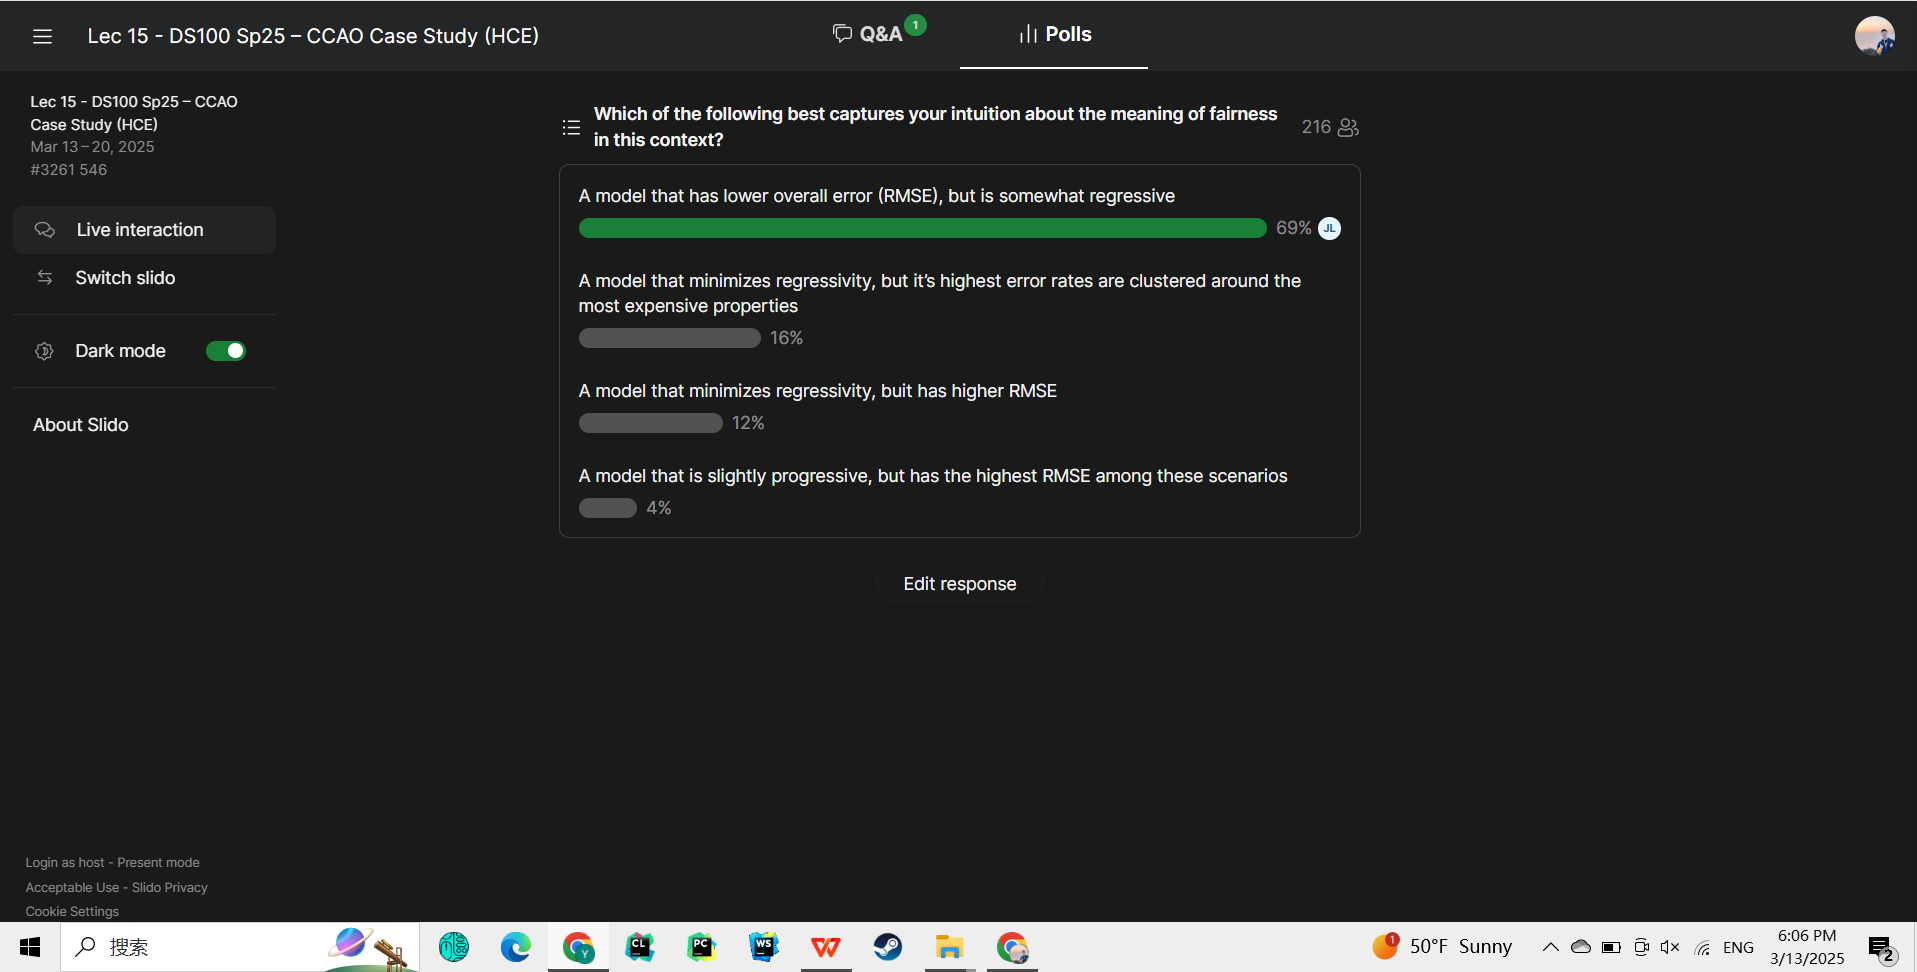 Lec 15 - DS100 Sp25 – CCAO Case Study (HCE)
Q&A
1
Polls
Lec 15 - DS100 Sp25 – CCAO
Case Study (HCE)
Mar 13 – 20, 2025
#3261 546
Live interaction
Switch slido
Dark mode
About Slido
Which of the following best captures your intuition about the meaning of fairness
in this context?
216
A model that has lower overall error (RMSE), but is somewhat regressive
69%
JL
A model that minimizes regressivity, but it’s highest error rates are clustered around the
most expensive properties
16%
A model that minimizes regressivity, buit has higher RMSE
12%
A model that is slightly progressive, but has the highest RMSE among these scenarios
4%
Edit response
Login as host - Present mode
Acceptable Use - Slido Privacy
Cookie Settings
搜索
Y
CL
PC
WS
1
50°F Sunny
ENG
6:06 PM
3/13/2025
2